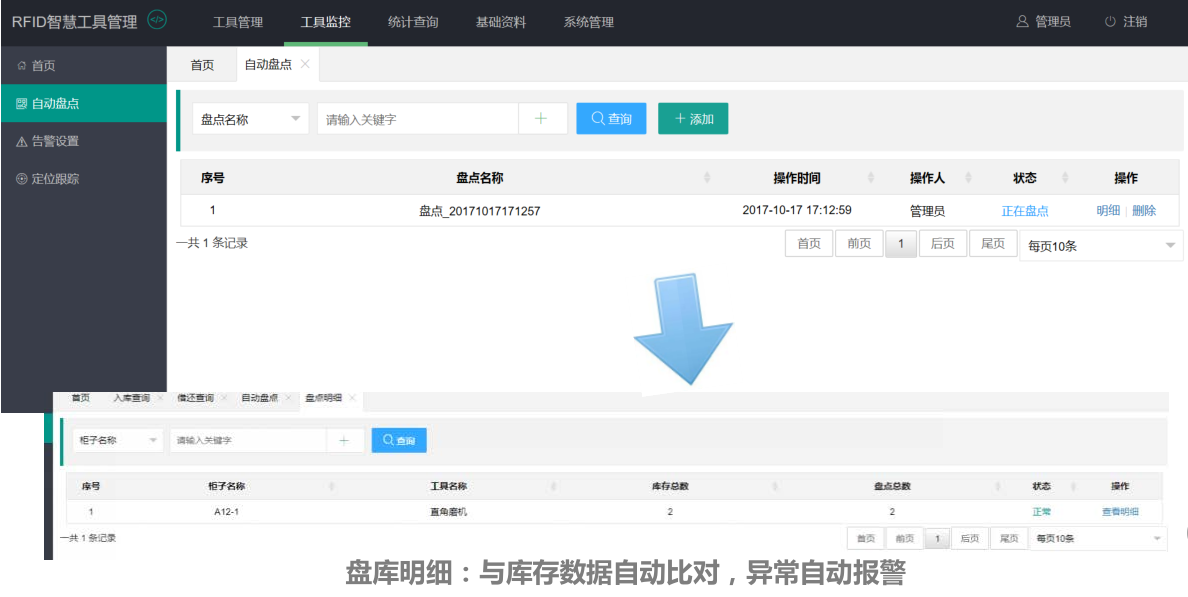 RFID智慧工具管理 </> 工具管理 工具监控 统计查询 基础资料 系统管理 管理员 注销
首页
自动盘点
告警设置
定位跟踪
首页 自动盘点
盘点名称 请输入关键字 查询 添加
序号 盘点名称 操作时间 操作人 状态 操作
1 盘点_20171017171257 2017-10-17 17:12:59 管理员 正在盘点 明细 | 删除
一共 1 条记录 首页 前页 1 后页 尾页 每页10条
首页 入库查询 借还查询 自动盘点 盘点明细
柜子名称 请输入关键字 查询
序号 柜子名称 工具名称 库存总数 盘点总数 状态 操作
1 A12-1 直角磨机 2 2 正常 查看明细
一共 1 条记录 首页 前页 1 后页 尾页 每页10条
盘库明细：与库存数据自动比对，异常自动报警